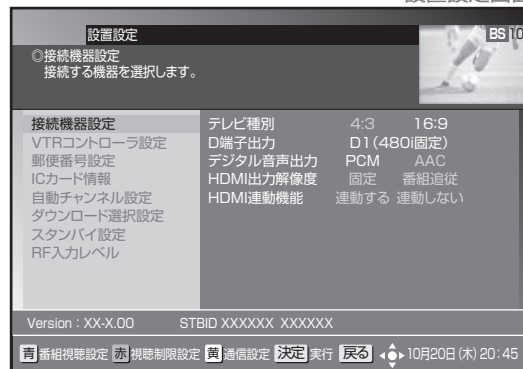 設置設定
BS 10
◎接続機器設定
接続する機器を選択します。
接続機器設定
VTRコントローラ設定
郵便番号設定
ICカード情報
自動チャンネル設定
ダウンロード選択設定
スタンバイ設定
RF入力レベル
テレビ種別 4:3 16:9
D端子出力 D1(480i固定)
デジタル音声出力 PCM AAC
HDMI出力解像度 固定 番組追従
HDMI連動機能 連動する 連動しない
Version : XX-X.00 STBID XXXXXX XXXXXX
青 番組視聴設定 赤 視聴制限設定 黄 通信設定 決定 実行 戻る 10月20日(木) 20:45